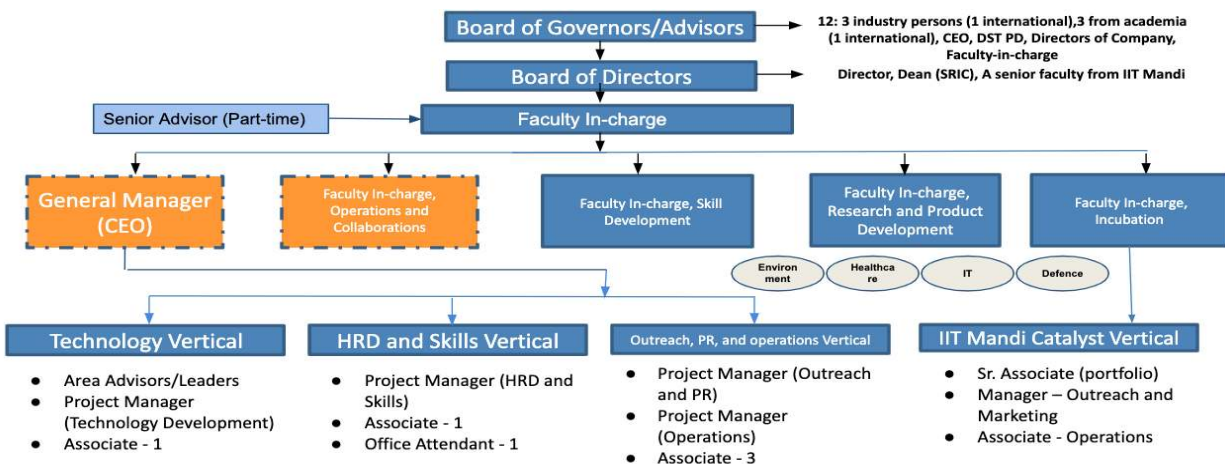 Board of Governors/Advisors
12: 3 industry persons (1 international),3 from academia
(1 international), CEO, DST PD, Directors of Company,
Faculty-in-charge
Board of Directors
Director, Dean (SRIC), A senior faculty from IIT Mandi
Senior Advisor (Part-time)
Faculty In-charge
General Manager
(CEO)
Faculty In-charge,
Operations and
Collaborations
Faculty In-charge, Skill
Development
Faculty In-charge,
Research and Product
Development
Faculty In-charge,
Incubation
Environ
ment
Healthca
re
IT
Defence
Technology Vertical
● Area Advisors/Leaders
● Project Manager
(Technology Development)
● Associate - 1
HRD and Skills Vertical
● Project Manager (HRD and
Skills)
● Associate - 1
● Office Attendant - 1
Outreach, PR, and operations Vertical
● Project Manager (Outreach
and PR)
● Project Manager
(Operations)
● Associate - 3
IIT Mandi Catalyst Vertical
● Sr. Associate (portfolio)
● Manager – Outreach and
Marketing
● Associate - Operations